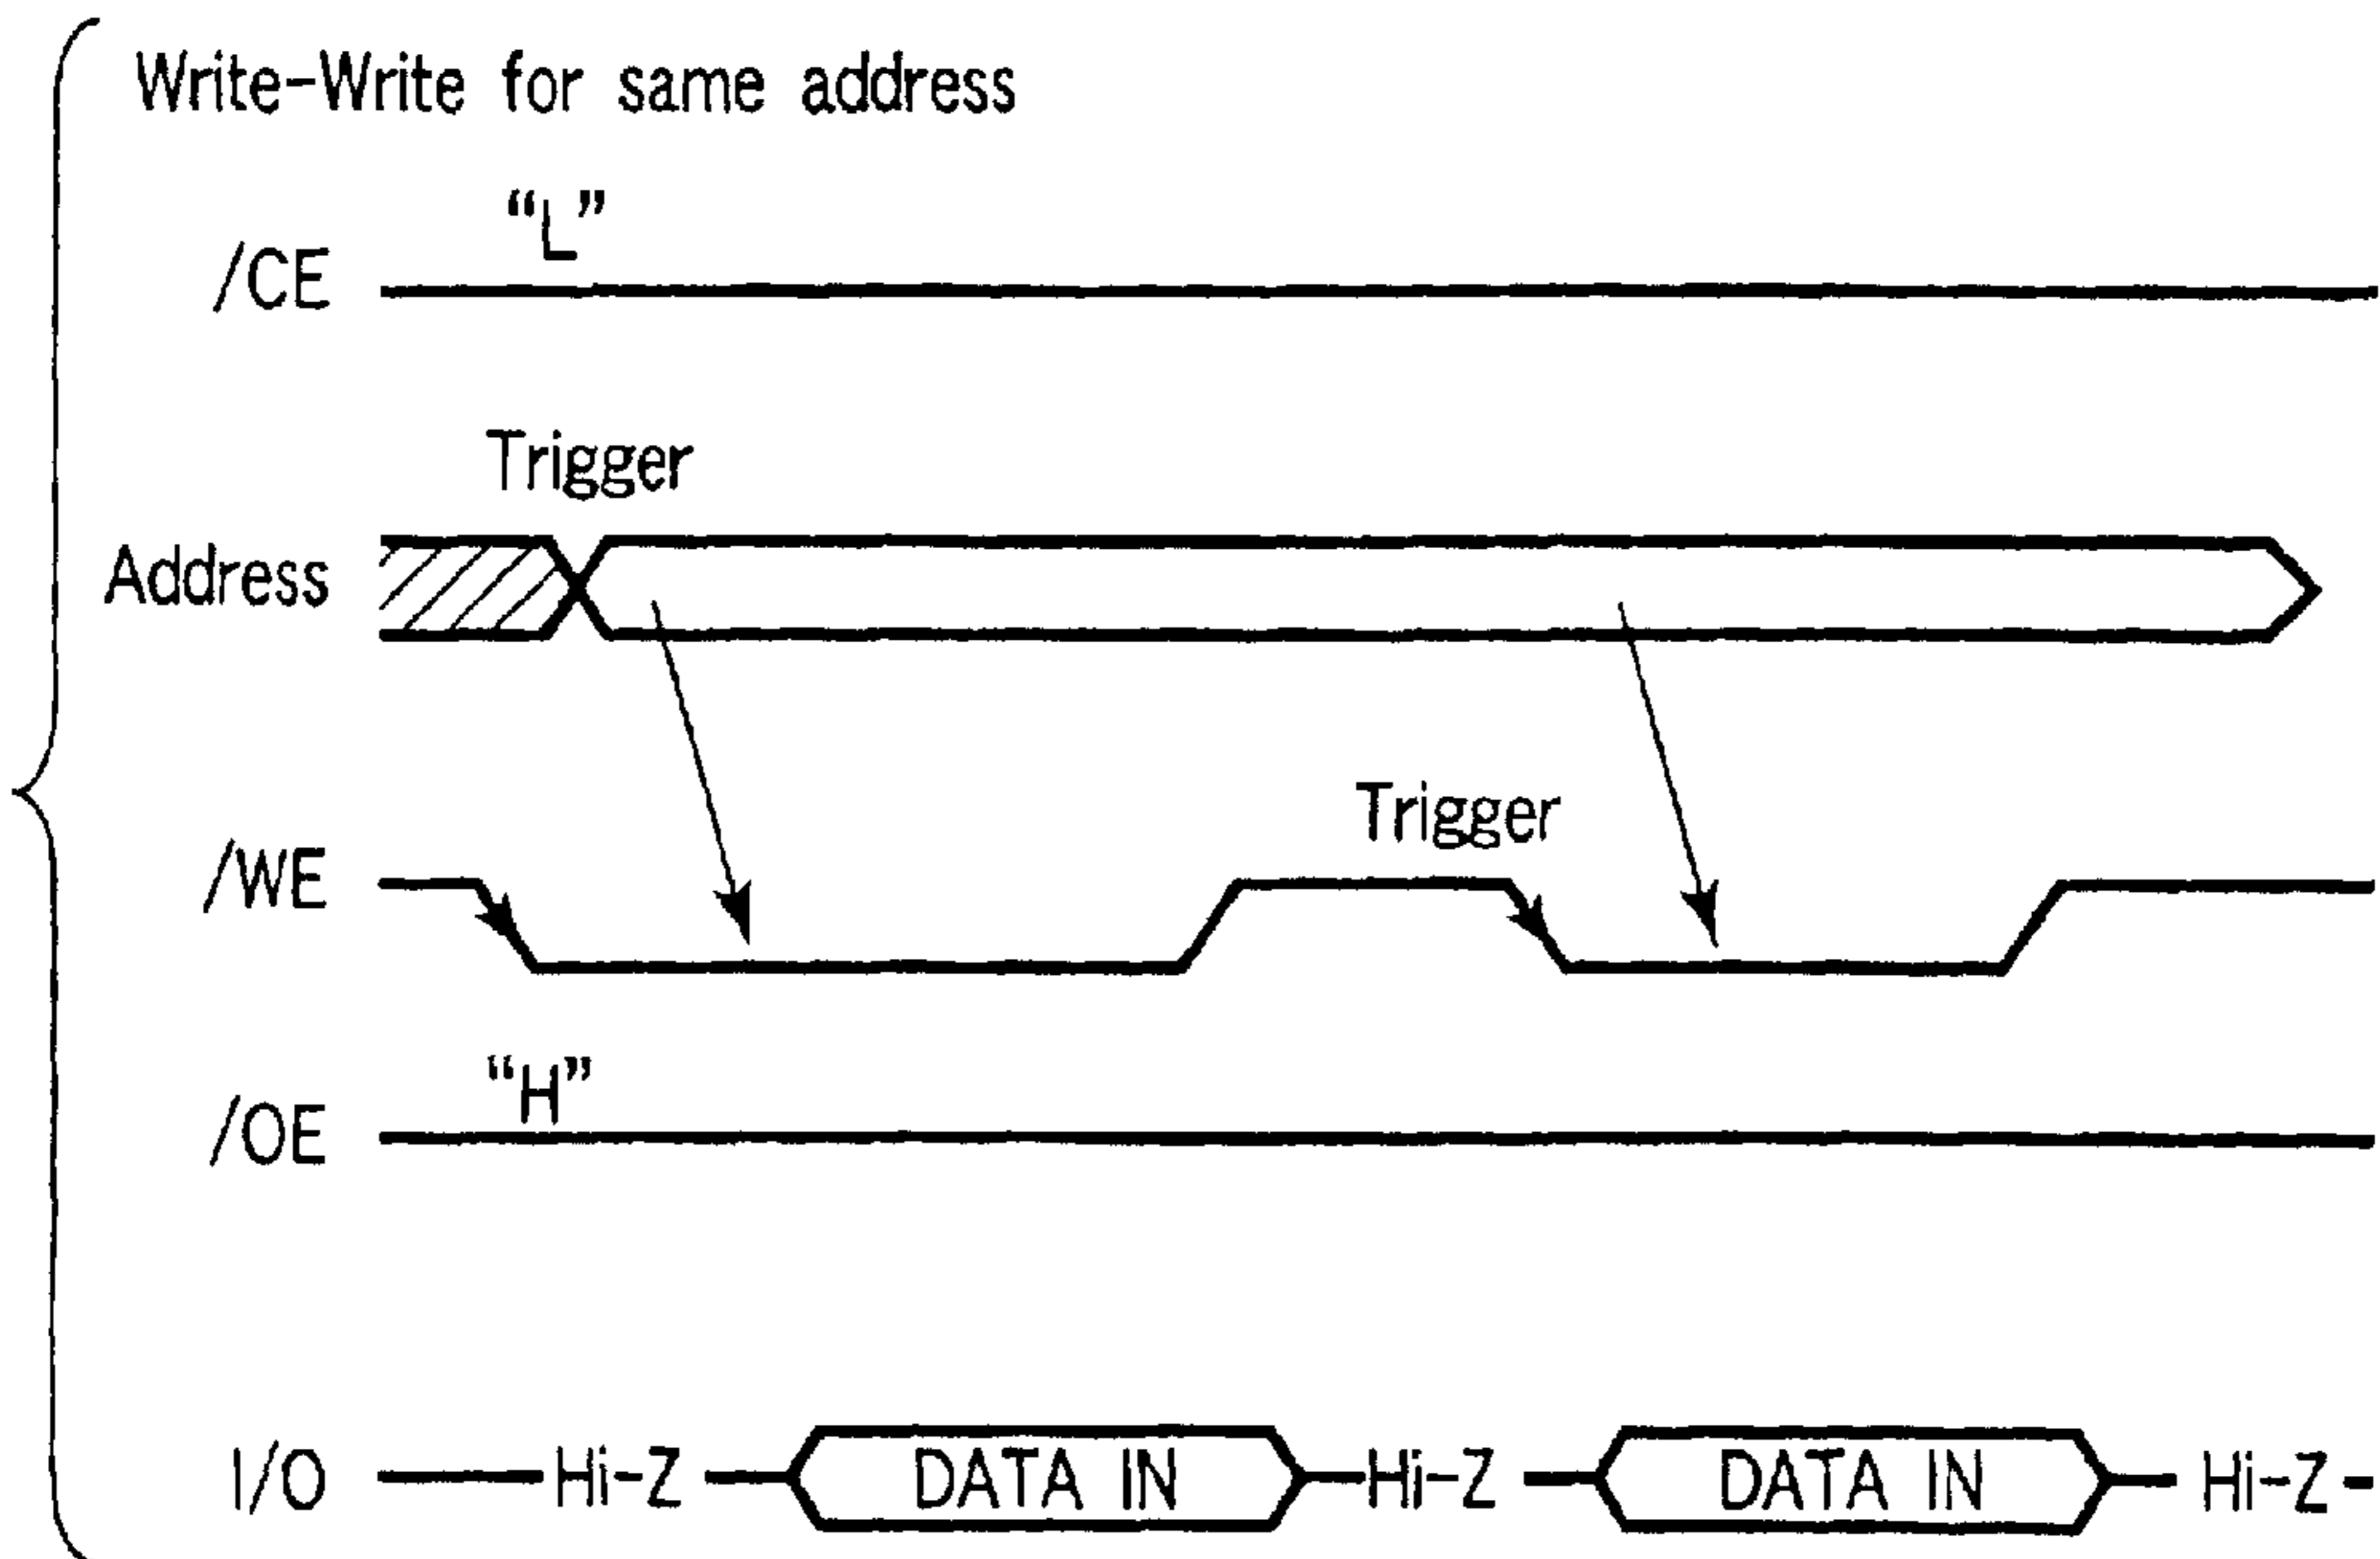 Write-Write for same address
“L”
/CE
Trigger
Address
Trigger
/WE
“H”
/OE
I/O Hi-Z DATA IN Hi-Z DATA IN Hi-Z